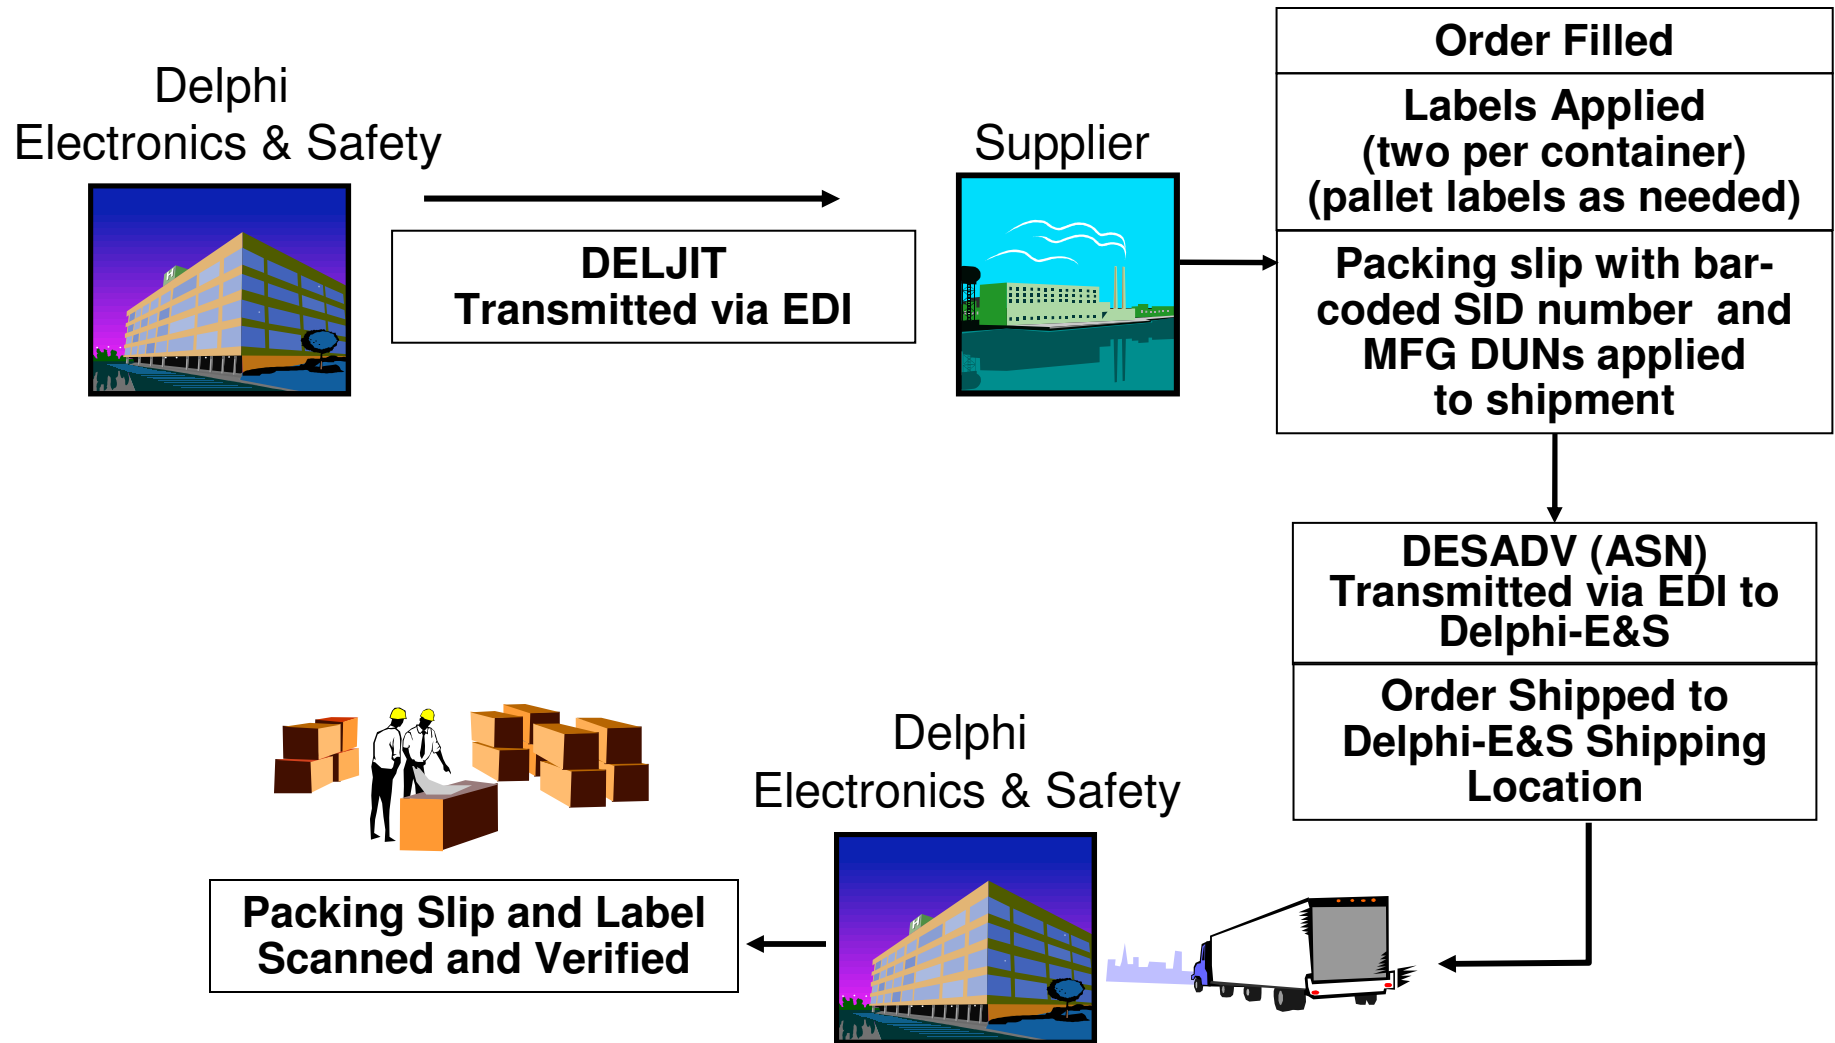 Delphi
Electronics & Safety
DELJIT
Transmitted via EDI
Supplier
Order Filled
Labels Applied
(two per container)
(pallet labels as needed)
Packing slip with bar-
coded SID number and
MFG DUNs applied
to shipment
DESADV (ASN)
Transmitted via EDI to
Delphi-E&S
Order Shipped to
Delphi-E&S Shipping
Location
Delphi
Electronics & Safety
H
Packing Slip and Label
Scanned and Verified